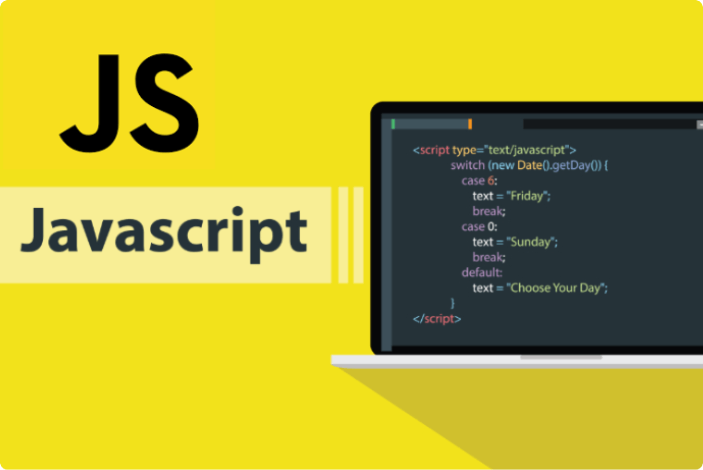 JS
Javascript
<script type="text/javascript">
switch (new Date().getDay()) {
case 6:
text = "Friday";
break;
case 0:
text = "Sunday";
break;
default:
text = "Choose Your Day";
}
</script>